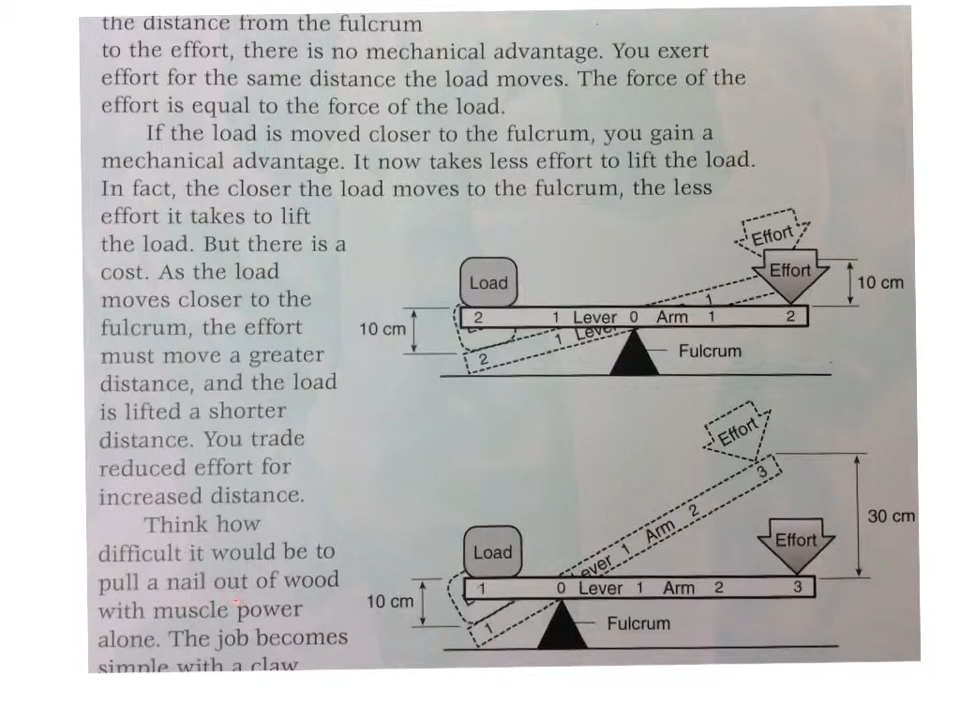 the distance from the fulcrum
to the effort, there is no mechanical advantage. You exert
effort for the same distance the load moves. The force of the
effort is equal to the force of the load.
If the load is moved closer to the fulcrum, you gain a
mechanical advantage. It now takes less effort to lift the load.
In fact, the closer the load moves to the fulcrum, the less
effort it takes to lift
the load. But there is a
cost. As the load
moves closer to the
fulcrum, the effort
must move a greater
distance, and the load
is lifted a shorter
distance. You trade
reduced effort for
increased distance.
Think how
difficult it would be to
pull a nail out of wood
with muscle power
alone. The job becomes
simple with a claw
Effort
Load
Effort
10 cm
1
2 1 Lever 0 Arm 1 2
10 cm
2 1 Lever
Fulcrum
Effort
3
Lever 1 Arm 2
30 cm
Load
Effort
1 0 Lever 1 Arm 2 3
10 cm
1
Fulcrum